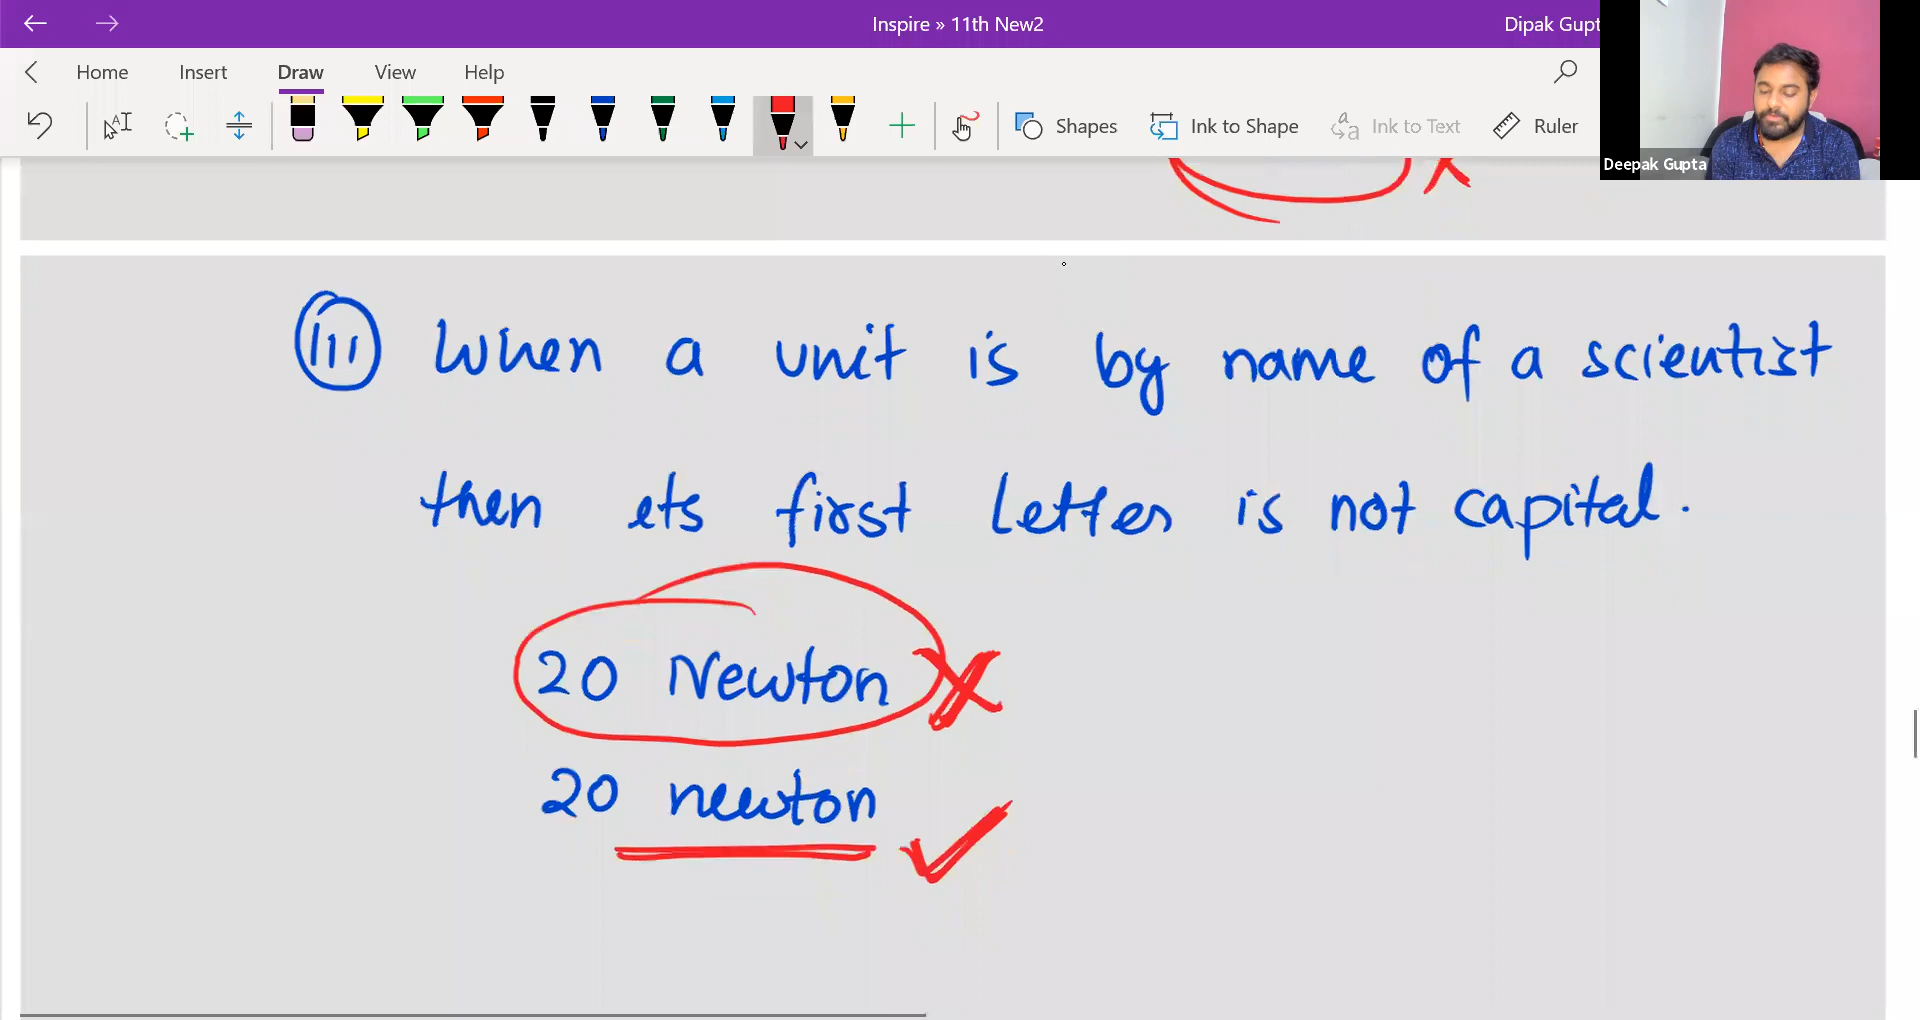 Inspire » 11th New2
Dipak Gupt
Home Insert Draw View Help
Shapes Ink to Shape Ink to Text Ruler
Deepak Gupta
(iii) When a unit is by name of a scientist
then its first letter is not capital.
20 Newton X
20 newton ✓